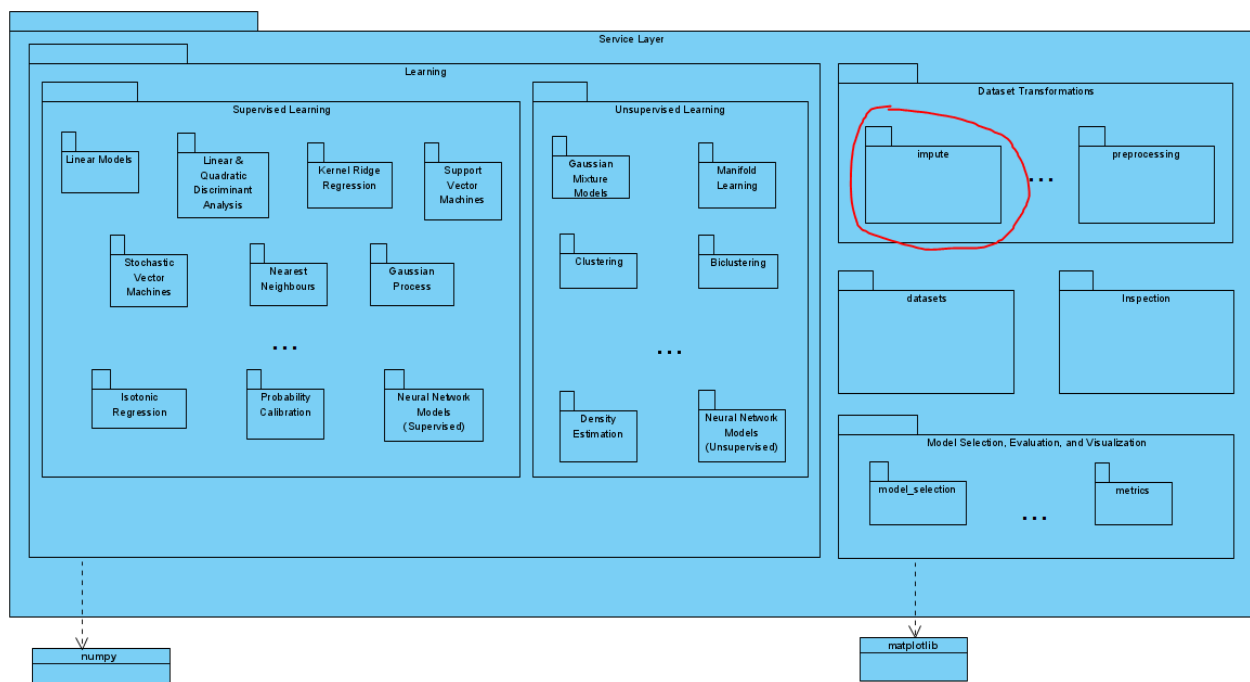 Service Layer
Learning
Supervised Learning
Linear Models
Linear &
Quadratic
Discriminant
Analysis
Kernel Ridge
Regression
Support
Vector
Machines
Stochastic
Vector
Machines
Nearest
Neighbours
Gaussian
Process
...
Isotonic
Regression
Probability
Calibration
Neural Network
Models
(Supervised)
Unsupervised Learning
Gaussian
Mixture
Models
Manifold
Learning
Clustering
Biclustering
...
Density
Estimation
Neural Network
Models
(Unsupervised)
Dataset Transformations
impute
...
preprocessing
datasets
Inspection
Model Selection, Evaluation, and Visualization
model_selection
...
metrics
numpy
matplotlib